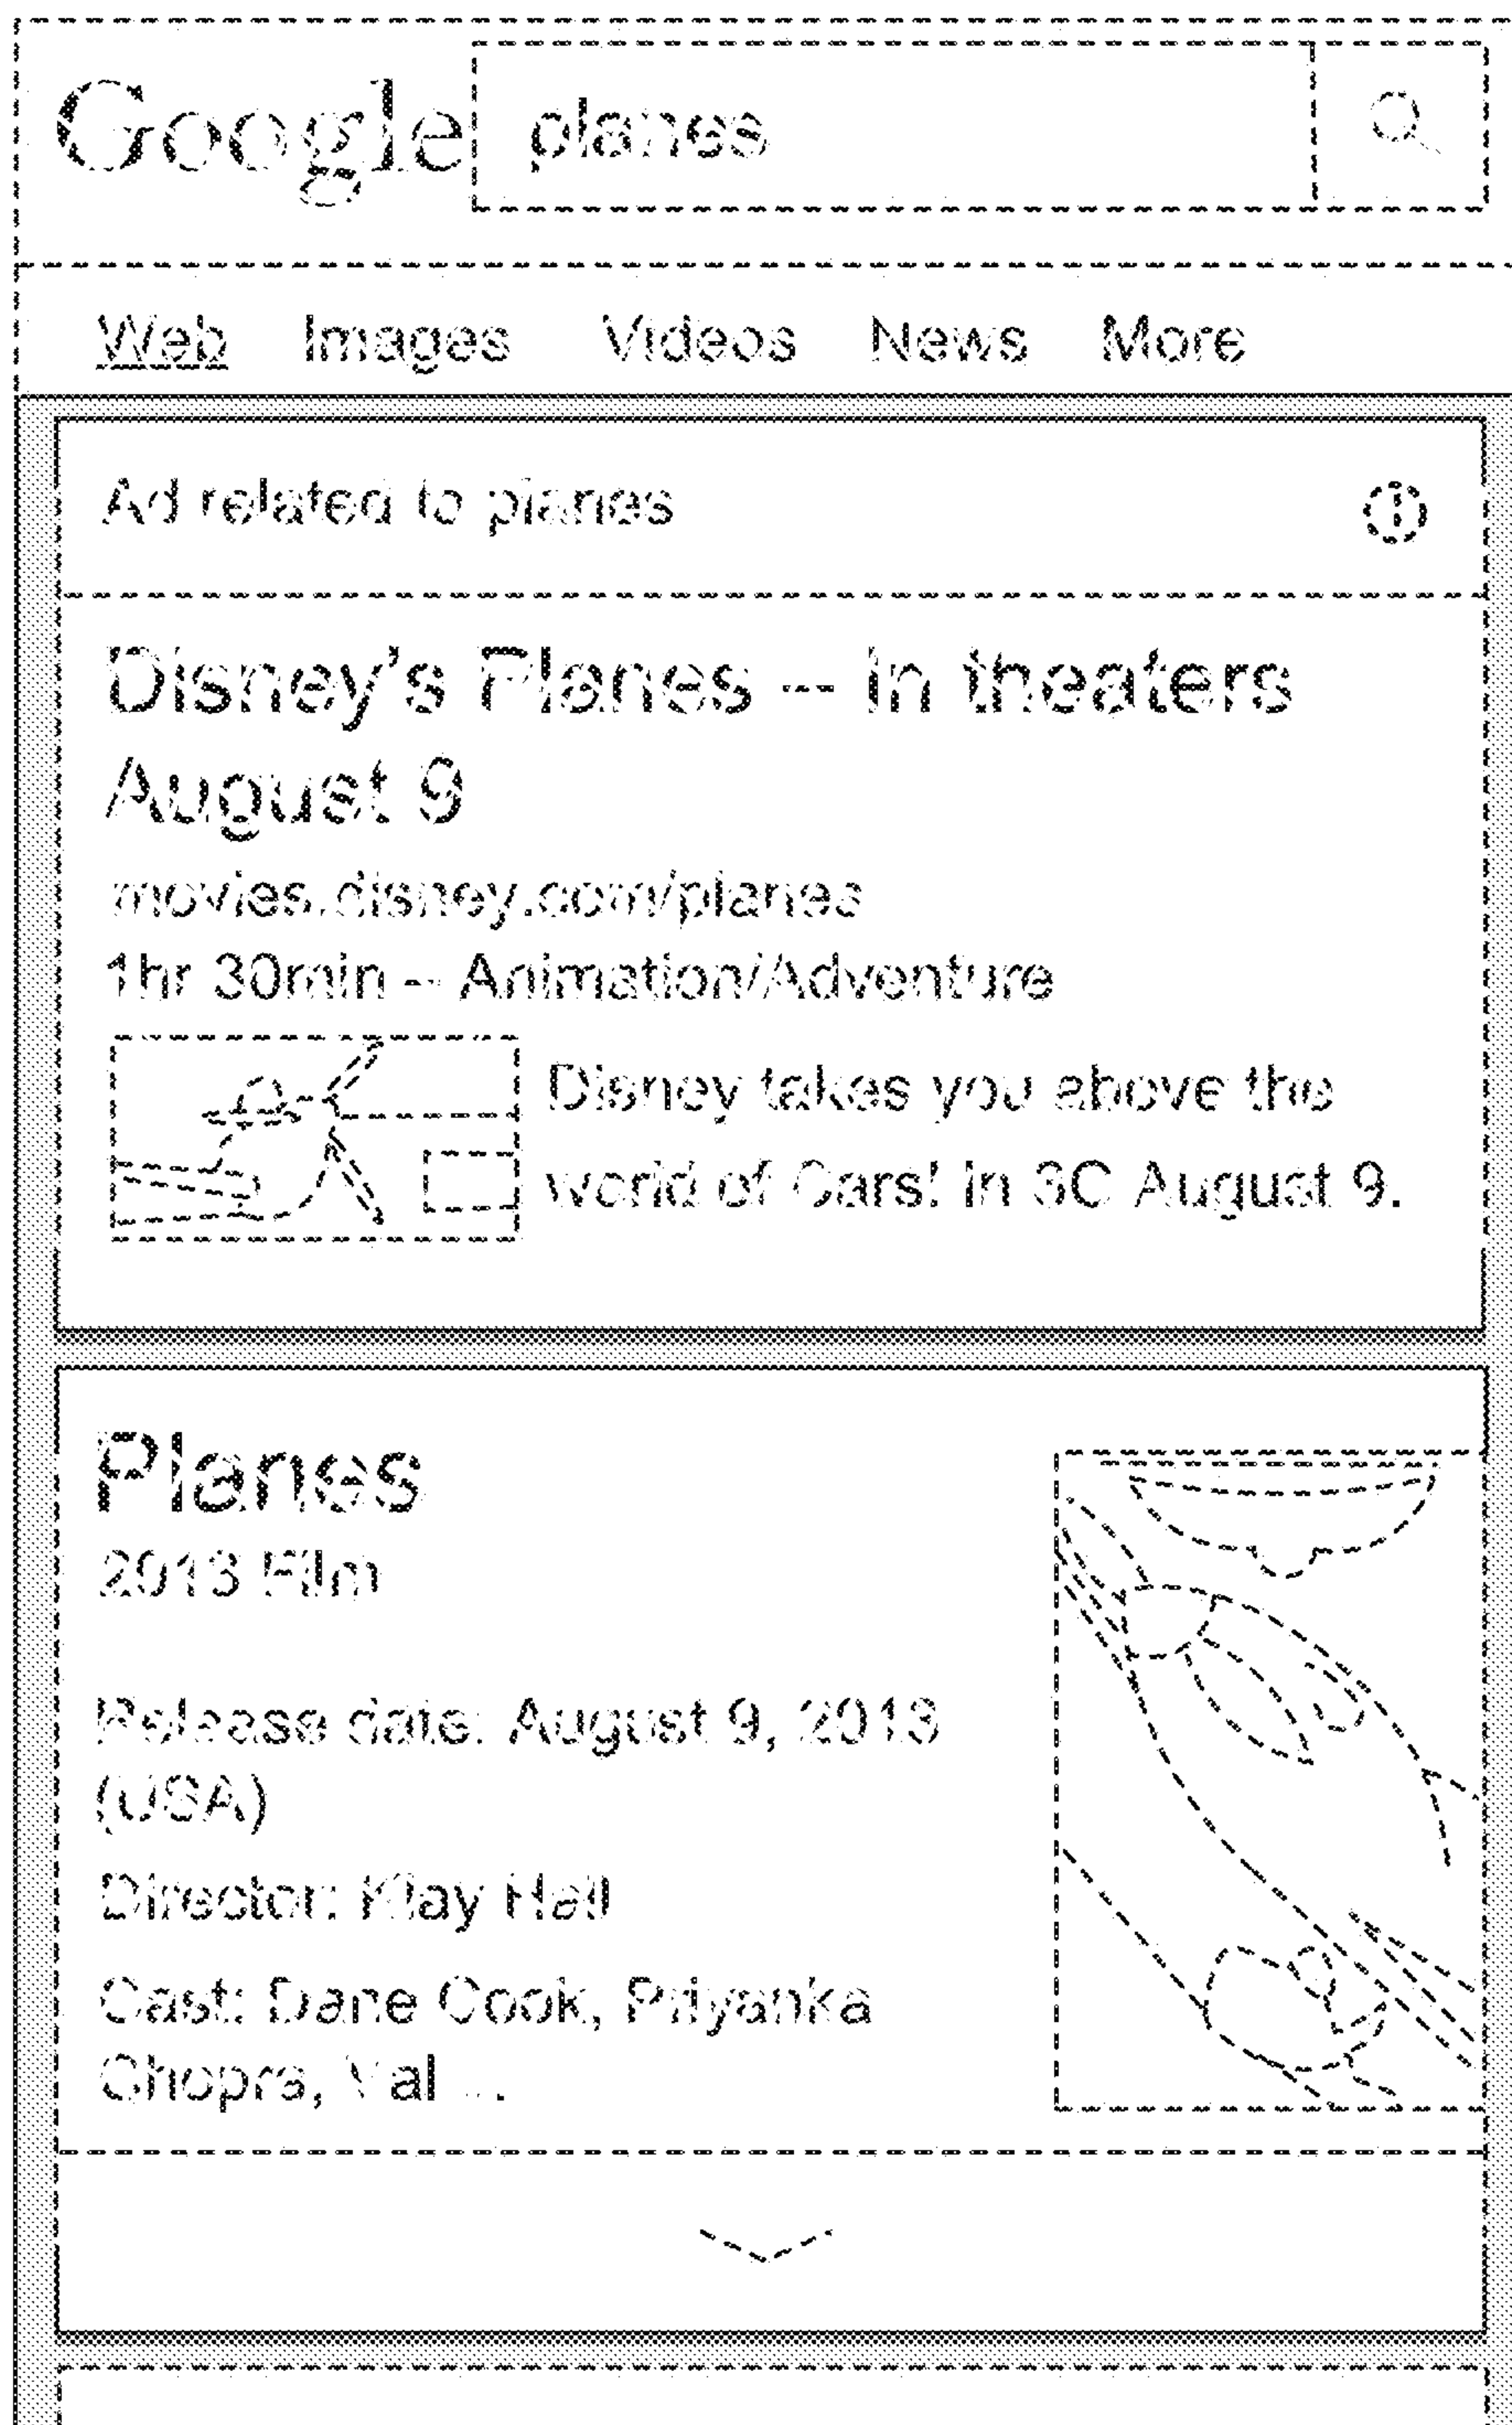 Google planes
Web Images Videos News More
Ad related to planes
Disney's Planes -- In theaters
August 9
movies.disney.com/planes
1hr 30min -- Animation/Adventure
Disney takes you above the
world of Cars! in 3C August 9.
Planes
2013 Film
Release date: August 9, 2013
(USA)
Director: Klay Hall
Cast: Dane Cook, Priyanka
Chopra, Val ...